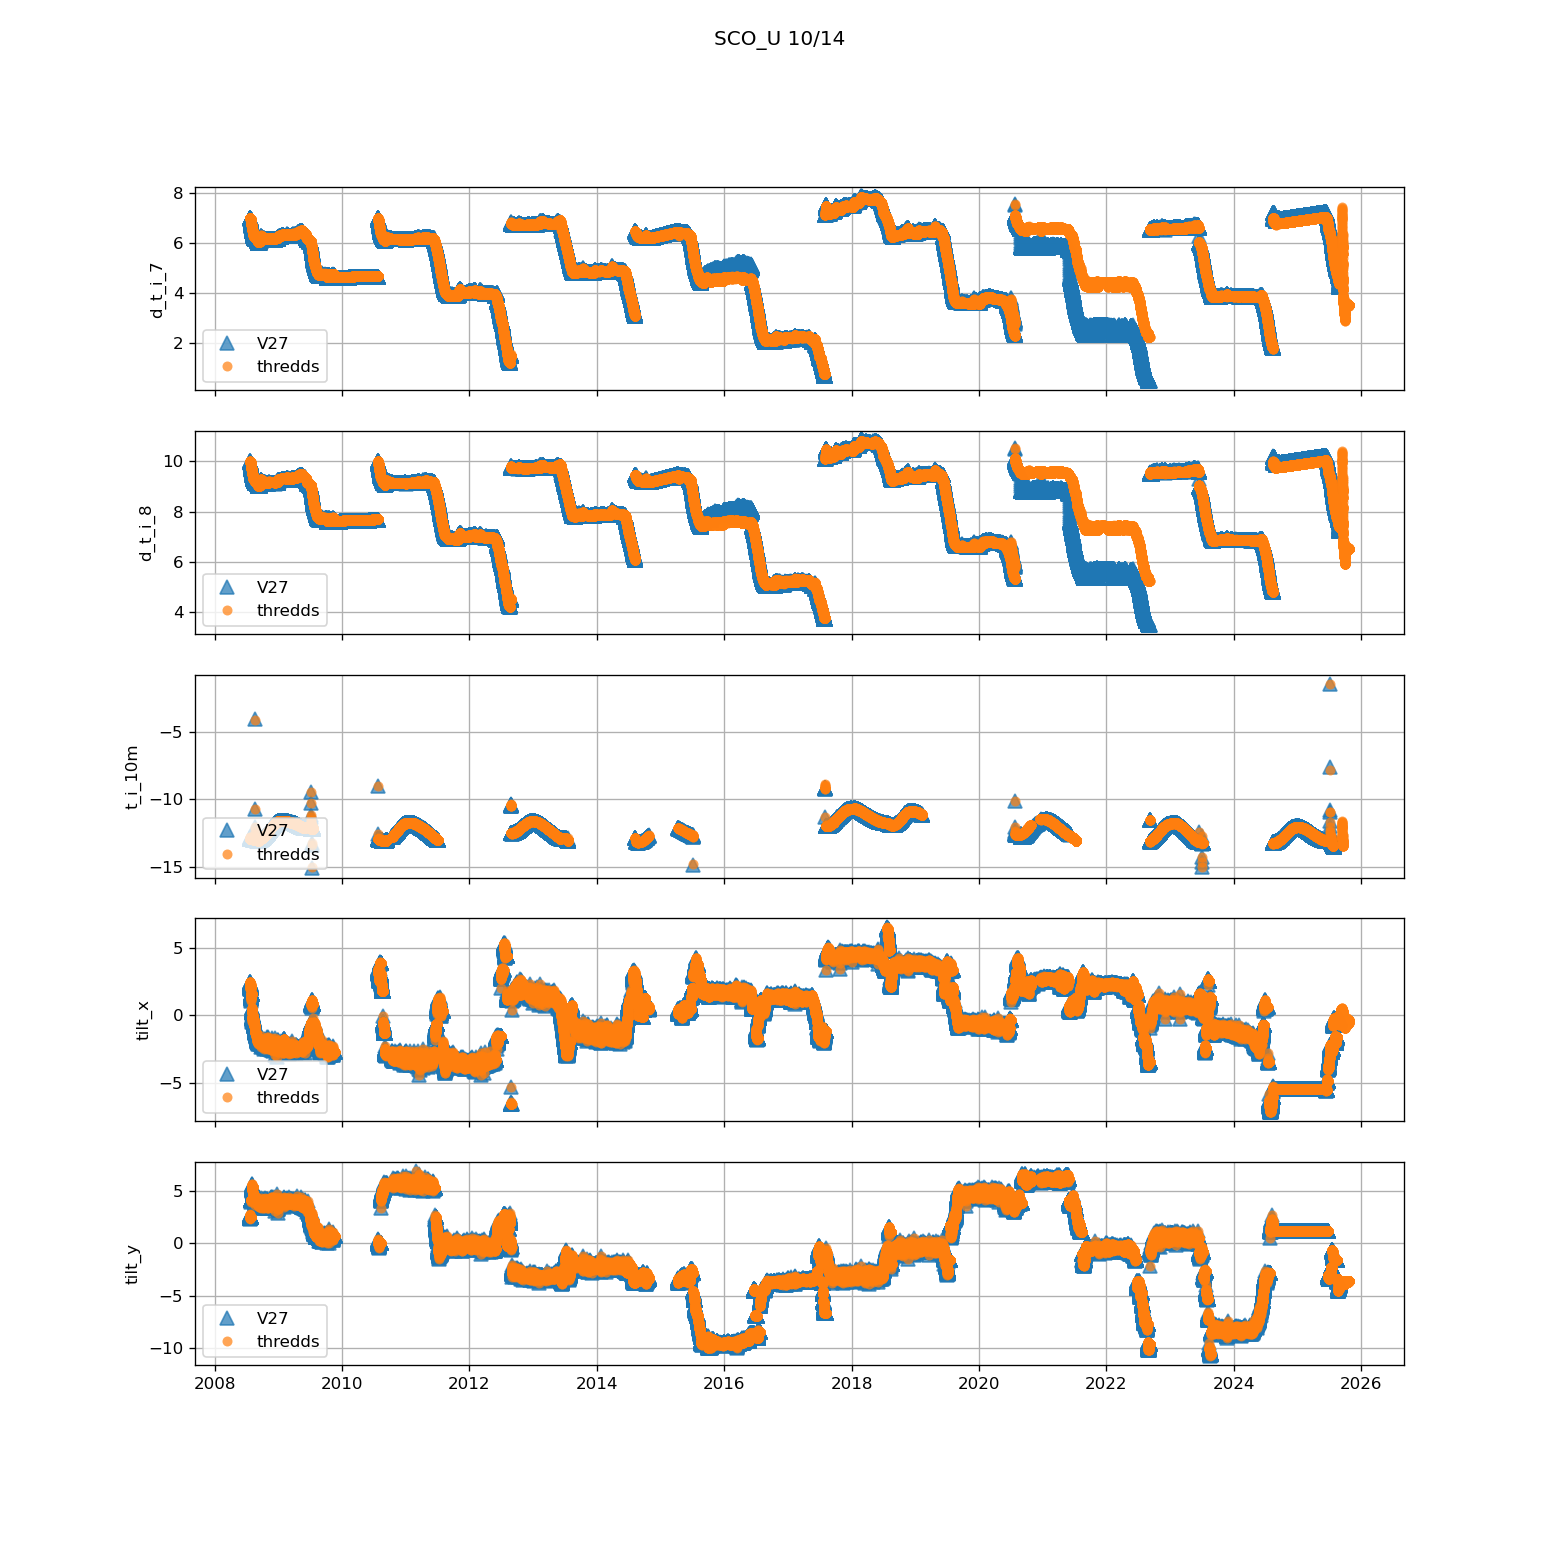 SCO_U 10/14
8
6
4
2
d_t_i_7
V27
thredds
10
8
6
4
d_t_i_8
V27
thredds
−5
−10
−15
t_i_10m
V27
thredds
5
0
−5
tilt_x
V27
thredds
5
0
−5
−10
tilt_y
V27
thredds
2008 2010 2012 2014 2016 2018 2020 2022 2024 2026